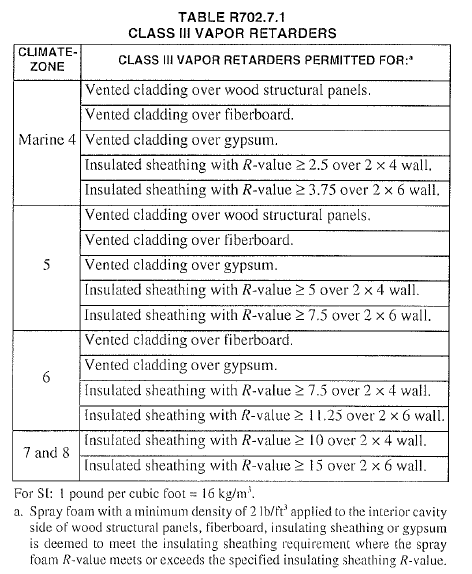 TABLE R702.7.1
CLASS III VAPOR RETARDERS
CLIMATE-
ZONE
CLASS III VAPOR RETARDERS PERMITTED FOR:ᵃ
Marine 4
Vented cladding over wood structural panels.
Vented cladding over fiberboard.
Vented cladding over gypsum.
Insulated sheathing with R-value ≥ 2.5 over 2 × 4 wall.
Insulated sheathing with R-value ≥ 3.75 over 2 × 6 wall.
5
Vented cladding over wood structural panels.
Vented cladding over fiberboard.
Vented cladding over gypsum.
Insulated sheathing with R-value ≥ 5 over 2 × 4 wall.
Insulated sheathing with R-value ≥ 7.5 over 2 × 6 wall.
6
Vented cladding over fiberboard.
Vented cladding over gypsum.
Insulated sheathing with R-value ≥ 7.5 over 2 × 4 wall.
Insulated sheathing with R-value ≥ 11.25 over 2 × 6 wall.
7 and 8
Insulated sheathing with R-value ≥ 10 over 2 × 4 wall.
Insulated sheathing with R-value ≥ 15 over 2 × 6 wall.
For SI: 1 pound per cubic foot = 16 kg/m³.
a. Spray foam with a minimum density of 2 lb/ft³ applied to the interior cavity
side of wood structural panels, fiberboard, insulating sheathing or gypsum
is deemed to meet the insulating sheathing requirement where the spray
foam R-value meets or exceeds the specified insulating sheathing R-value.